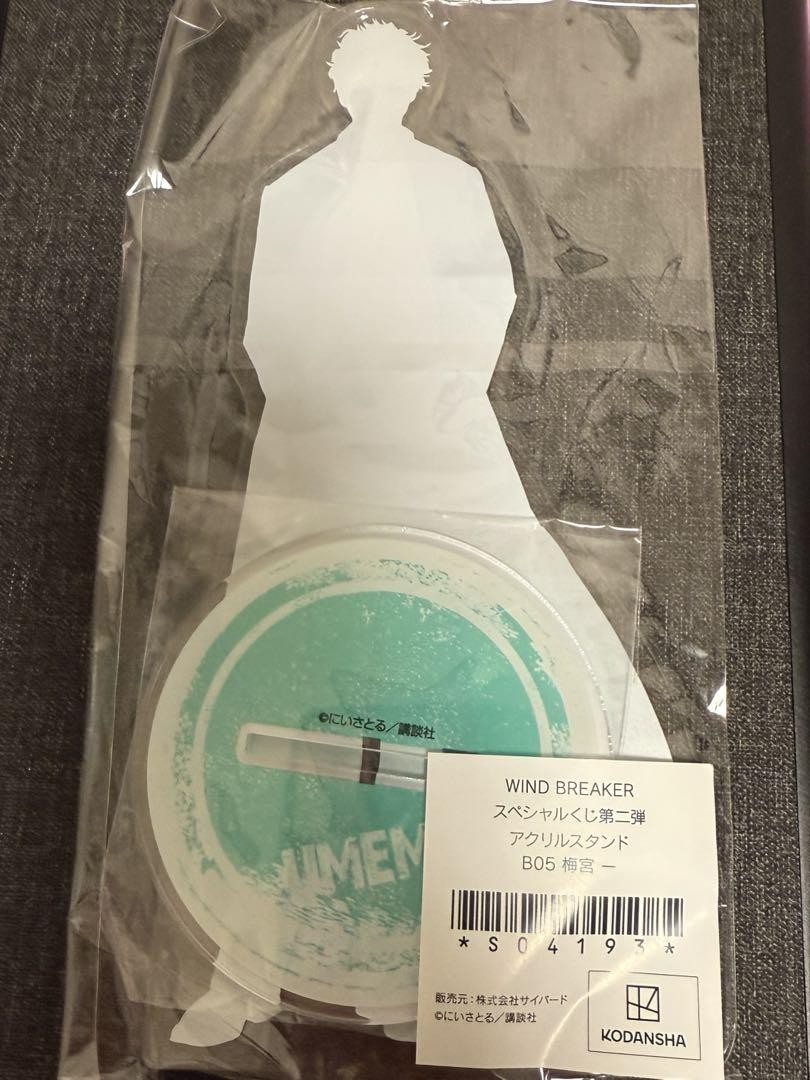 ©にいさとる／講談社
UMEM
WIND BREAKER
スペシャルくじ第二弾
アクリルスタンド
B05 梅宮 一
*S04193*
販売元：株式会社サイバード
©にいさとる／講談社
KODANSHA